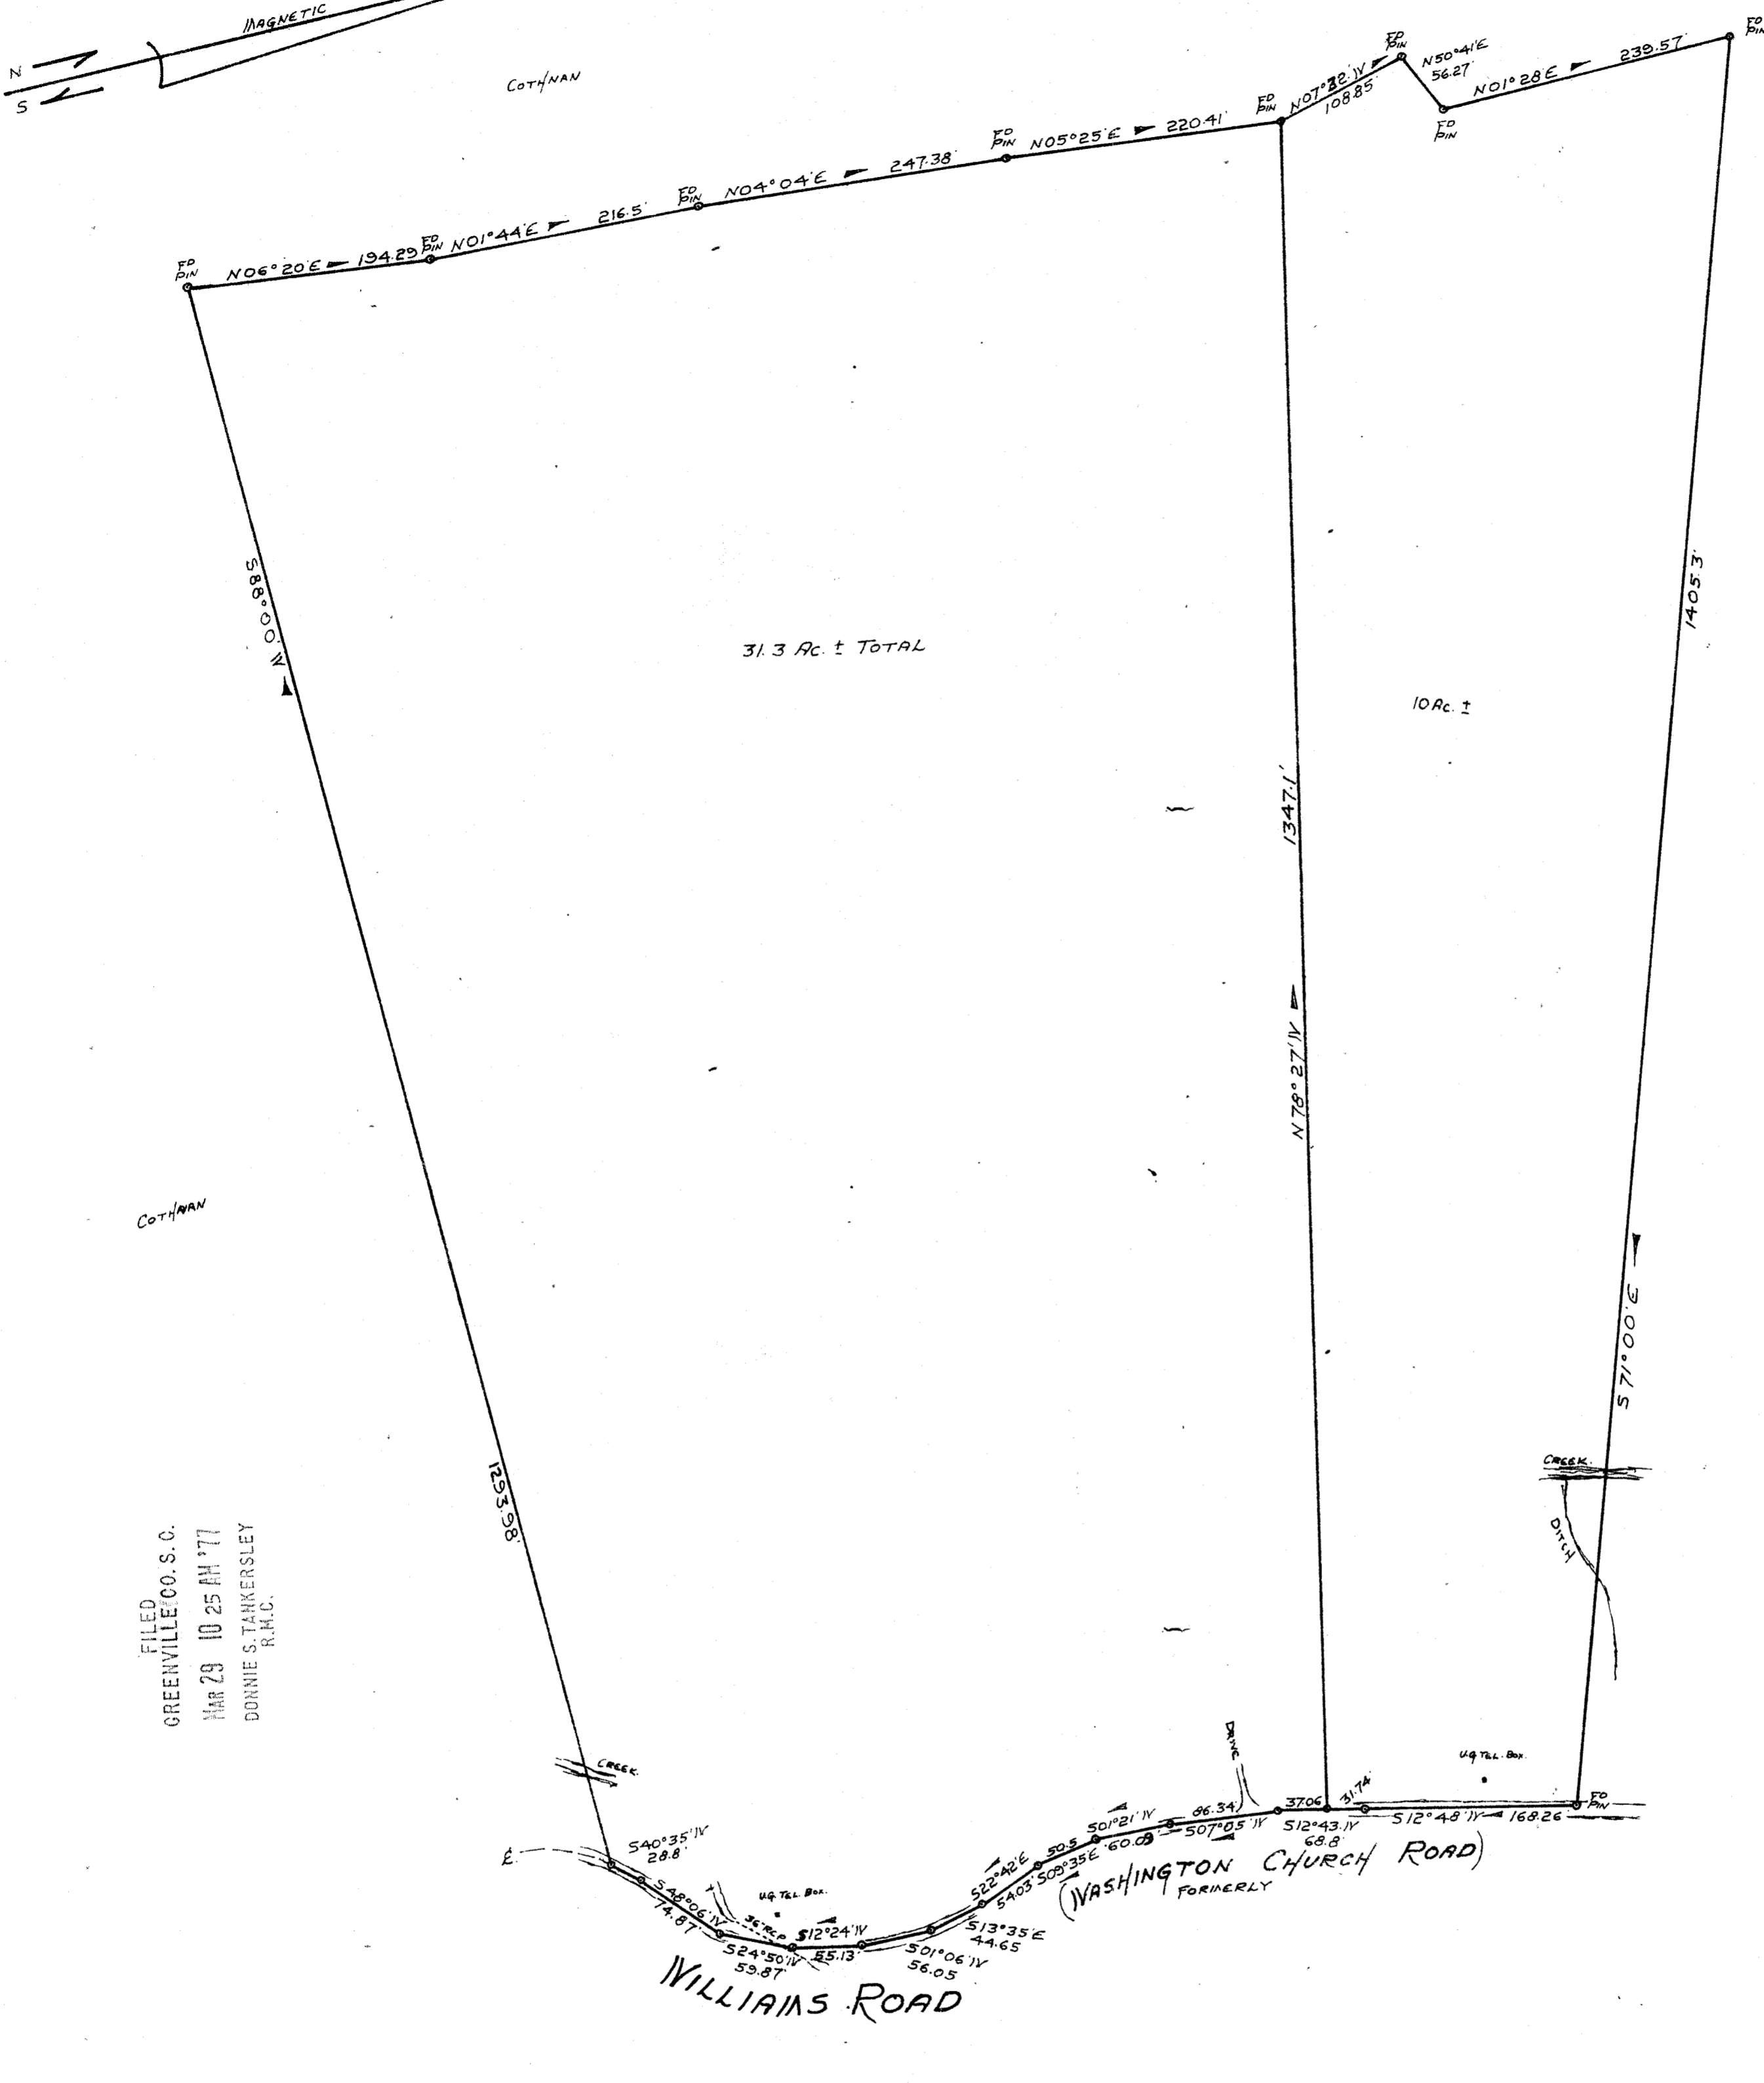 MAGNETIC
N
S
COTHNAN
FD PIN
N06°20'E
194.29
FD PIN
N01°44'E
216.5'
FD PIN
N04°04'E
247.38'
FD PIN
N05°25'E
220.41'
FD PIN
108.85'
FD PIN
N50°41'E
56.27'
FD PIN
N01°28'E
239.57'
FD PIN
S88°00'W
31.3 Ac. ± TOTAL
10 Ac. ±
1405.3'
1347.1'
N78°27'W
S71°00'E
COTHNAN
1293.98'
FILED
GREENVILLE CO. S. C.
MAR 29 10 25 AM '77
DONNIE S. TANKERSLEY
R.M.C.
CREEK.
DITCH
CREEK.
DRIVE
U.G TEL. BOX.
FD PIN
S12°48'W
168.26
31.74'
37.06
S12°43'W
68.8'
86.34'
S07°05'W
S01°21'W
60.09'
50.5
S09°35'E
S22°42'E
54.03
S13°35'E
44.65
S01°06'W
56.05
S12°24'W
55.13'
U.G TEL. BOX.
36" RCP
S24°50'W
59.87'
S48°06'W
74.87'
S40°35'W
28.8'
℄
(WASHINGTON CHURCH ROAD)
FORMERLY
WILLIAMS ROAD